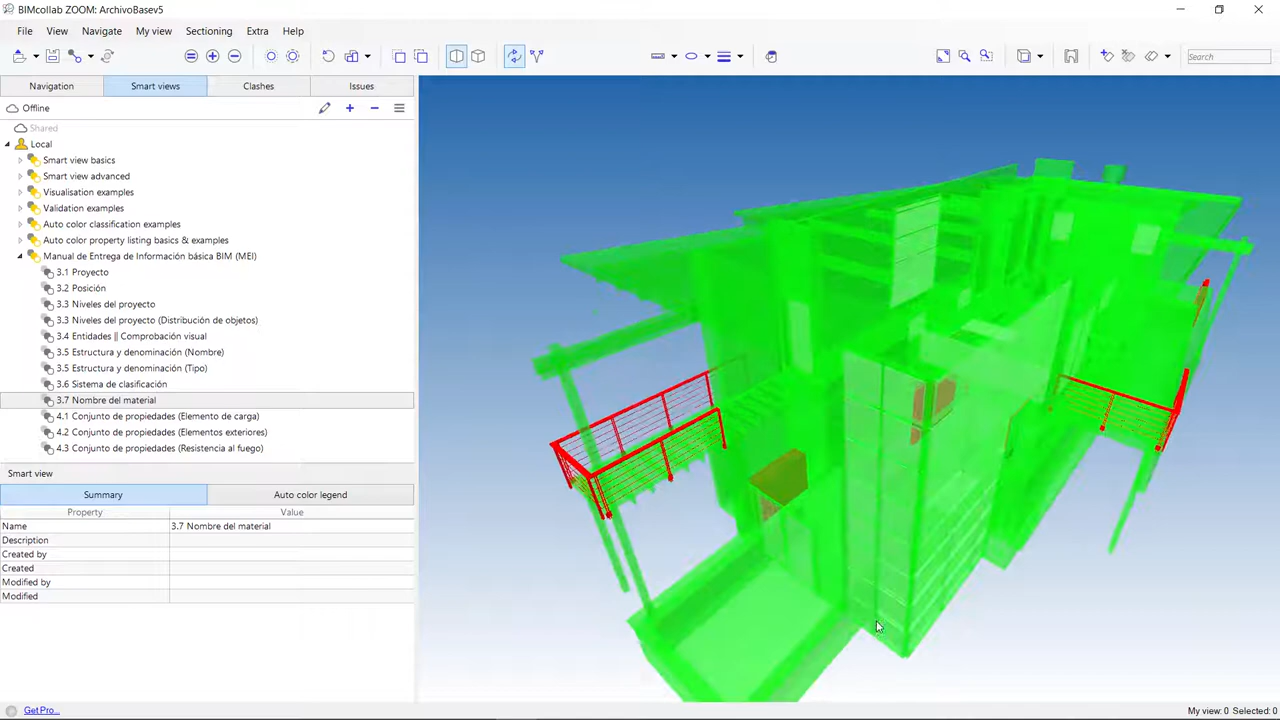 BIMcollab ZOOM: ArchivoBasev5
File View Navigate My view Sectioning Extra Help
Search
Navigation Smart views Clashes Issues
Offline
Shared
Local
Smart view basics
Smart view advanced
Visualisation examples
Validation examples
Auto color classification examples
Auto color property listing basics & examples
Manual de Entrega de Información básica BIM (MEI)
3.1 Proyecto
3.2 Posición
3.3 Niveles del proyecto
3.3 Niveles del proyecto (Distribución de objetos)
3.4 Entidades || Comprobación visual
3.5 Estructura y denominación (Nombre)
3.5 Estructura y denominación (Tipo)
3.6 Sistema de clasificación
3.7 Nombre del material
4.1 Conjunto de propiedades (Elemento de carga)
4.2 Conjunto de propiedades (Elementos exteriores)
4.3 Conjunto de propiedades (Resistencia al fuego)
Smart view
Summary Auto color legend
Property Value
Name 3.7 Nombre del material
Description
Created by
Created
Modified by
Modified
Get Pro... My view: 0 Selected: 0